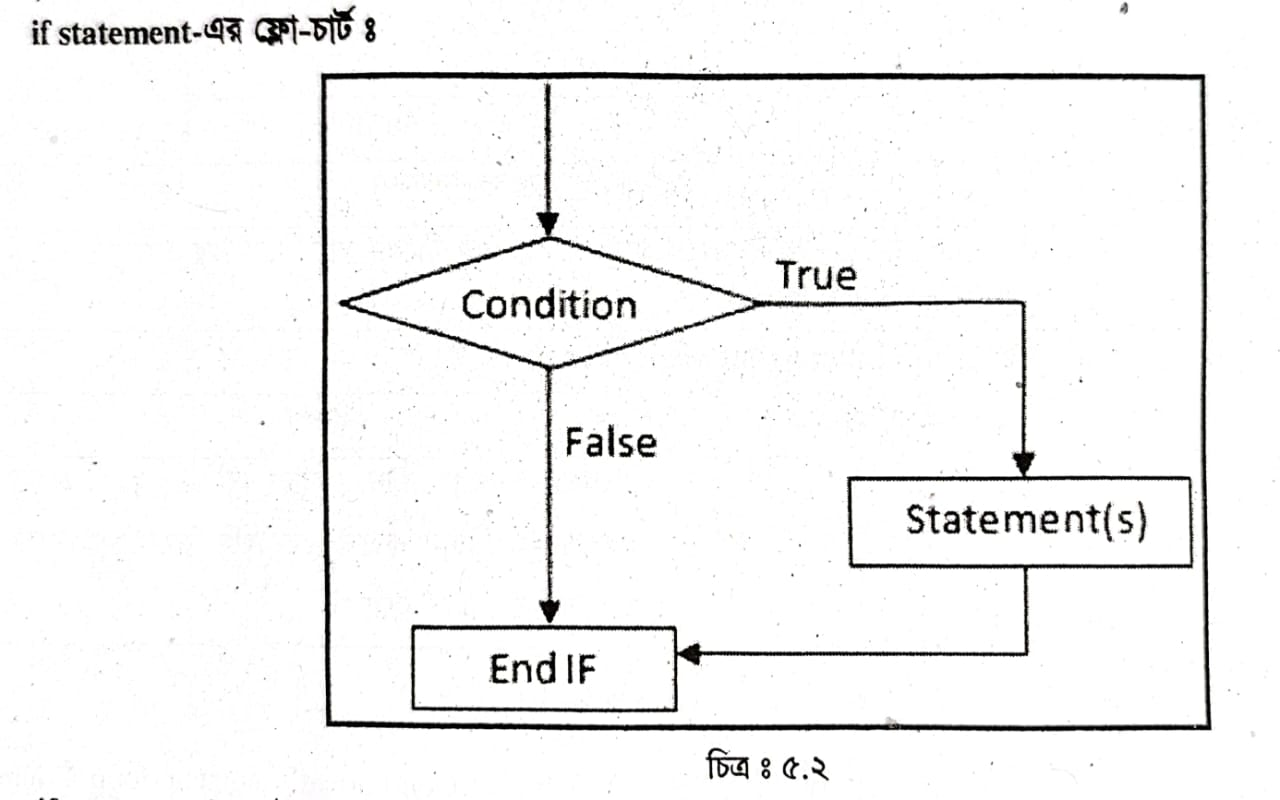 if statement-এর ফ্লো-চার্ট ঃ
Condition
True
False
Statement(s)
End IF
চিত্র ঃ ৫.২